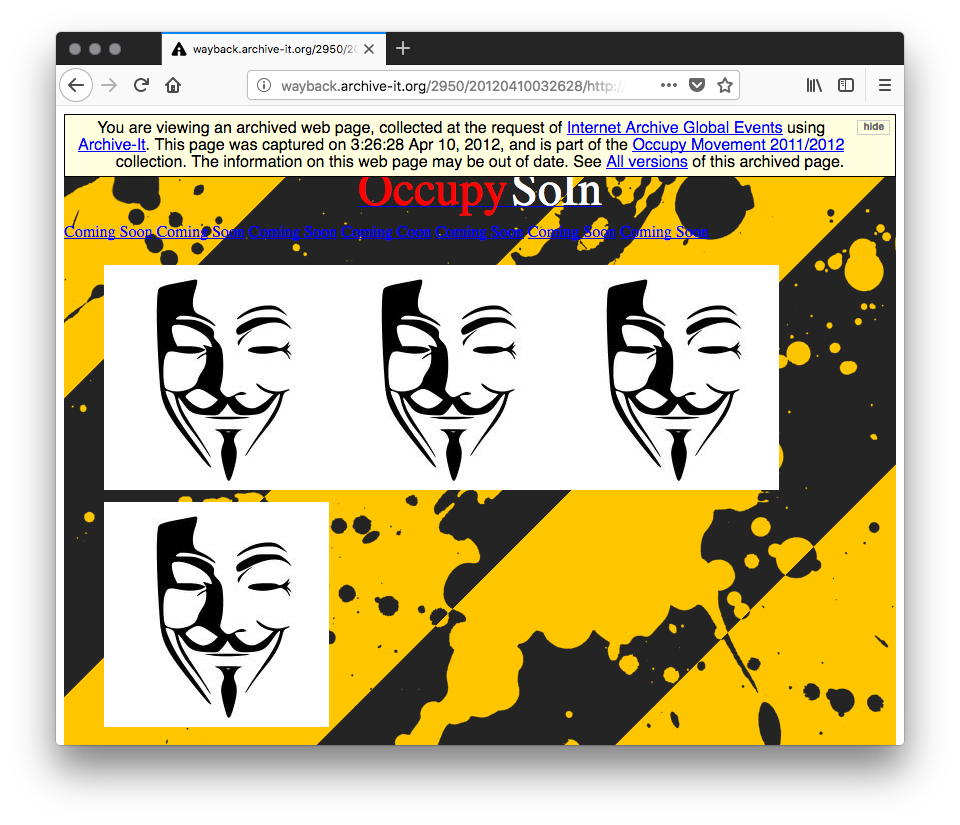 wayback.archive-it.org/2950/20
wayback.archive-it.org/2950/20120410032628/http:/
You are viewing an archived web page, collected at the request of Internet Archive Global Events using
hide
Archive-It. This page was captured on 3:26:28 Apr 10, 2012, and is part of the Occupy Movement 2011/2012
collection. The information on this web page may be out of date. See All versions of this archived page.
Occupy SoIn
Coming Soon Coming Soon Coming Soon Coming Coon Coming Soon Coming Soon Coming Soon